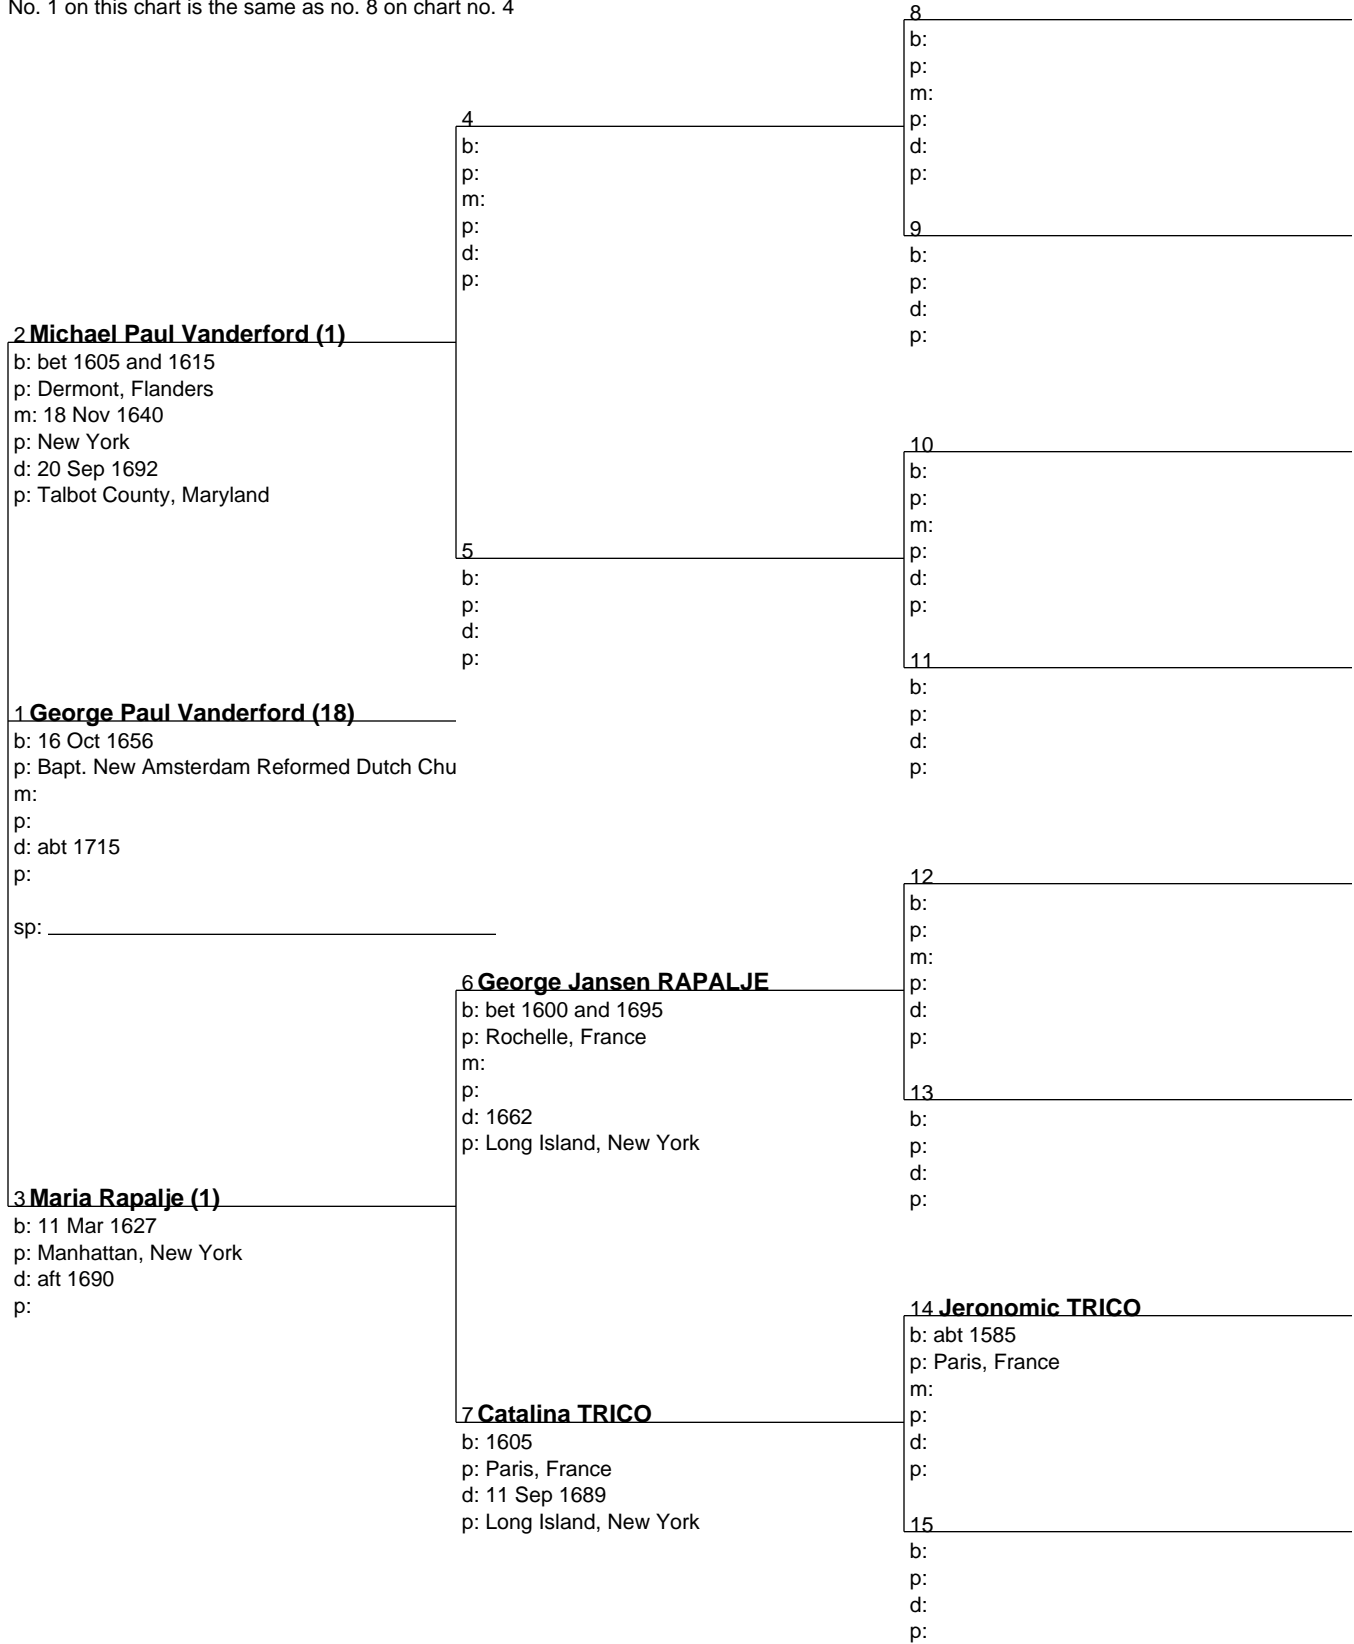 No. 1 on this chart is the same as no. 8 on chart no. 4
8
b:
p:
m:
p:
d:
p:
4
b:
p:
m:
p:
d:
p:
9
b:
p:
d:
p:
2 Michael Paul Vanderford (1)
b: bet 1605 and 1615
p: Dermont, Flanders
m: 18 Nov 1640
p: New York
d: 20 Sep 1692
p: Talbot County, Maryland
10
b:
p:
m:
p:
d:
p:
5
b:
p:
d:
p:
11
b:
p:
d:
p:
1 George Paul Vanderford (18)
b: 16 Oct 1656
p: Bapt. New Amsterdam Reformed Dutch Chu
m:
p:
d: abt 1715
p:
sp:
12
b:
p:
m:
p:
d:
p:
6 George Jansen RAPALJE
b: bet 1600 and 1695
p: Rochelle, France
m:
p:
d: 1662
p: Long Island, New York
13
b:
p:
d:
p:
3 Maria Rapalje (1)
b: 11 Mar 1627
p: Manhattan, New York
d: aft 1690
p:
14 Jeronomic TRICO
b: abt 1585
p: Paris, France
m:
p:
d:
p:
7 Catalina TRICO
b: 1605
p: Paris, France
d: 11 Sep 1689
p: Long Island, New York
15
b:
p:
d:
p: